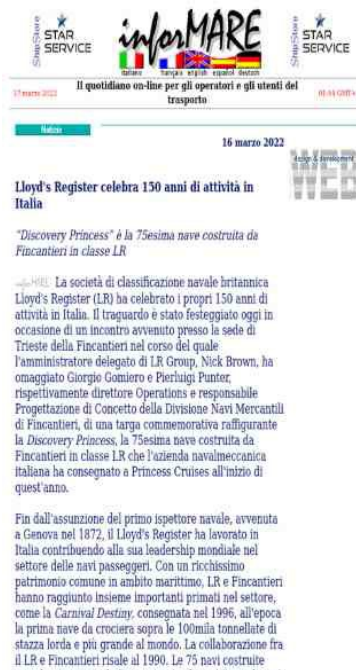 ShipStore
STAR
SERVICE
inforMARE
italiano français english español deutsch
ShipStore
STAR
SERVICE
17 marzo 2022
Il quotidiano on-line per gli operatori e gli utenti del
trasporto
Notizie
16 marzo 2022
design & development
WEB
Lloyd's Register celebra 150 anni di attività in
Italia
"Discovery Princess" è la 75esima nave costruita da
Fincantieri in classe LR
inforMARE La società di classificazione navale britannica
Lloyd's Register (LR) ha celebrato i propri 150 anni di
attività in Italia. Il traguardo è stato festeggiato oggi in
occasione di un incontro avvenuto presso la sede di
Trieste della Fincantieri nel corso del quale
l'amministratore delegato di LR Group, Nick Brown, ha
omaggiato Giorgio Gomiero e Pierluigi Punter,
rispettivamente direttore Operations e responsabile
Progettazione di Concetto della Divisione Navi Mercantili
di Fincantieri, di una targa commemorativa raffigurante
la Discovery Princess, la 75esima nave costruita da
Fincantieri in classe LR che l'azienda navalmeccanica
italiana ha consegnato a Princess Cruises all'inizio di
quest'anno.
Fin dall'assunzione del primo ispettore navale, avvenuta
a Genova nel 1872, il Lloyd's Register ha lavorato in
Italia contribuendo alla sua leadership mondiale nel
settore delle navi passeggeri. Con un ricchissimo
patrimonio comune in ambito marittimo, LR e Fincantieri
hanno raggiunto insieme importanti primati nel settore,
come la Carnival Destiny, consegnata nel 1996, all'epoca
la prima nave da crociera sopra le 100mila tonnellate di
stazza lorda e più grande al mondo. La collaborazione fra
il LR e Fincantieri risale al 1990. Le 75 navi costruite